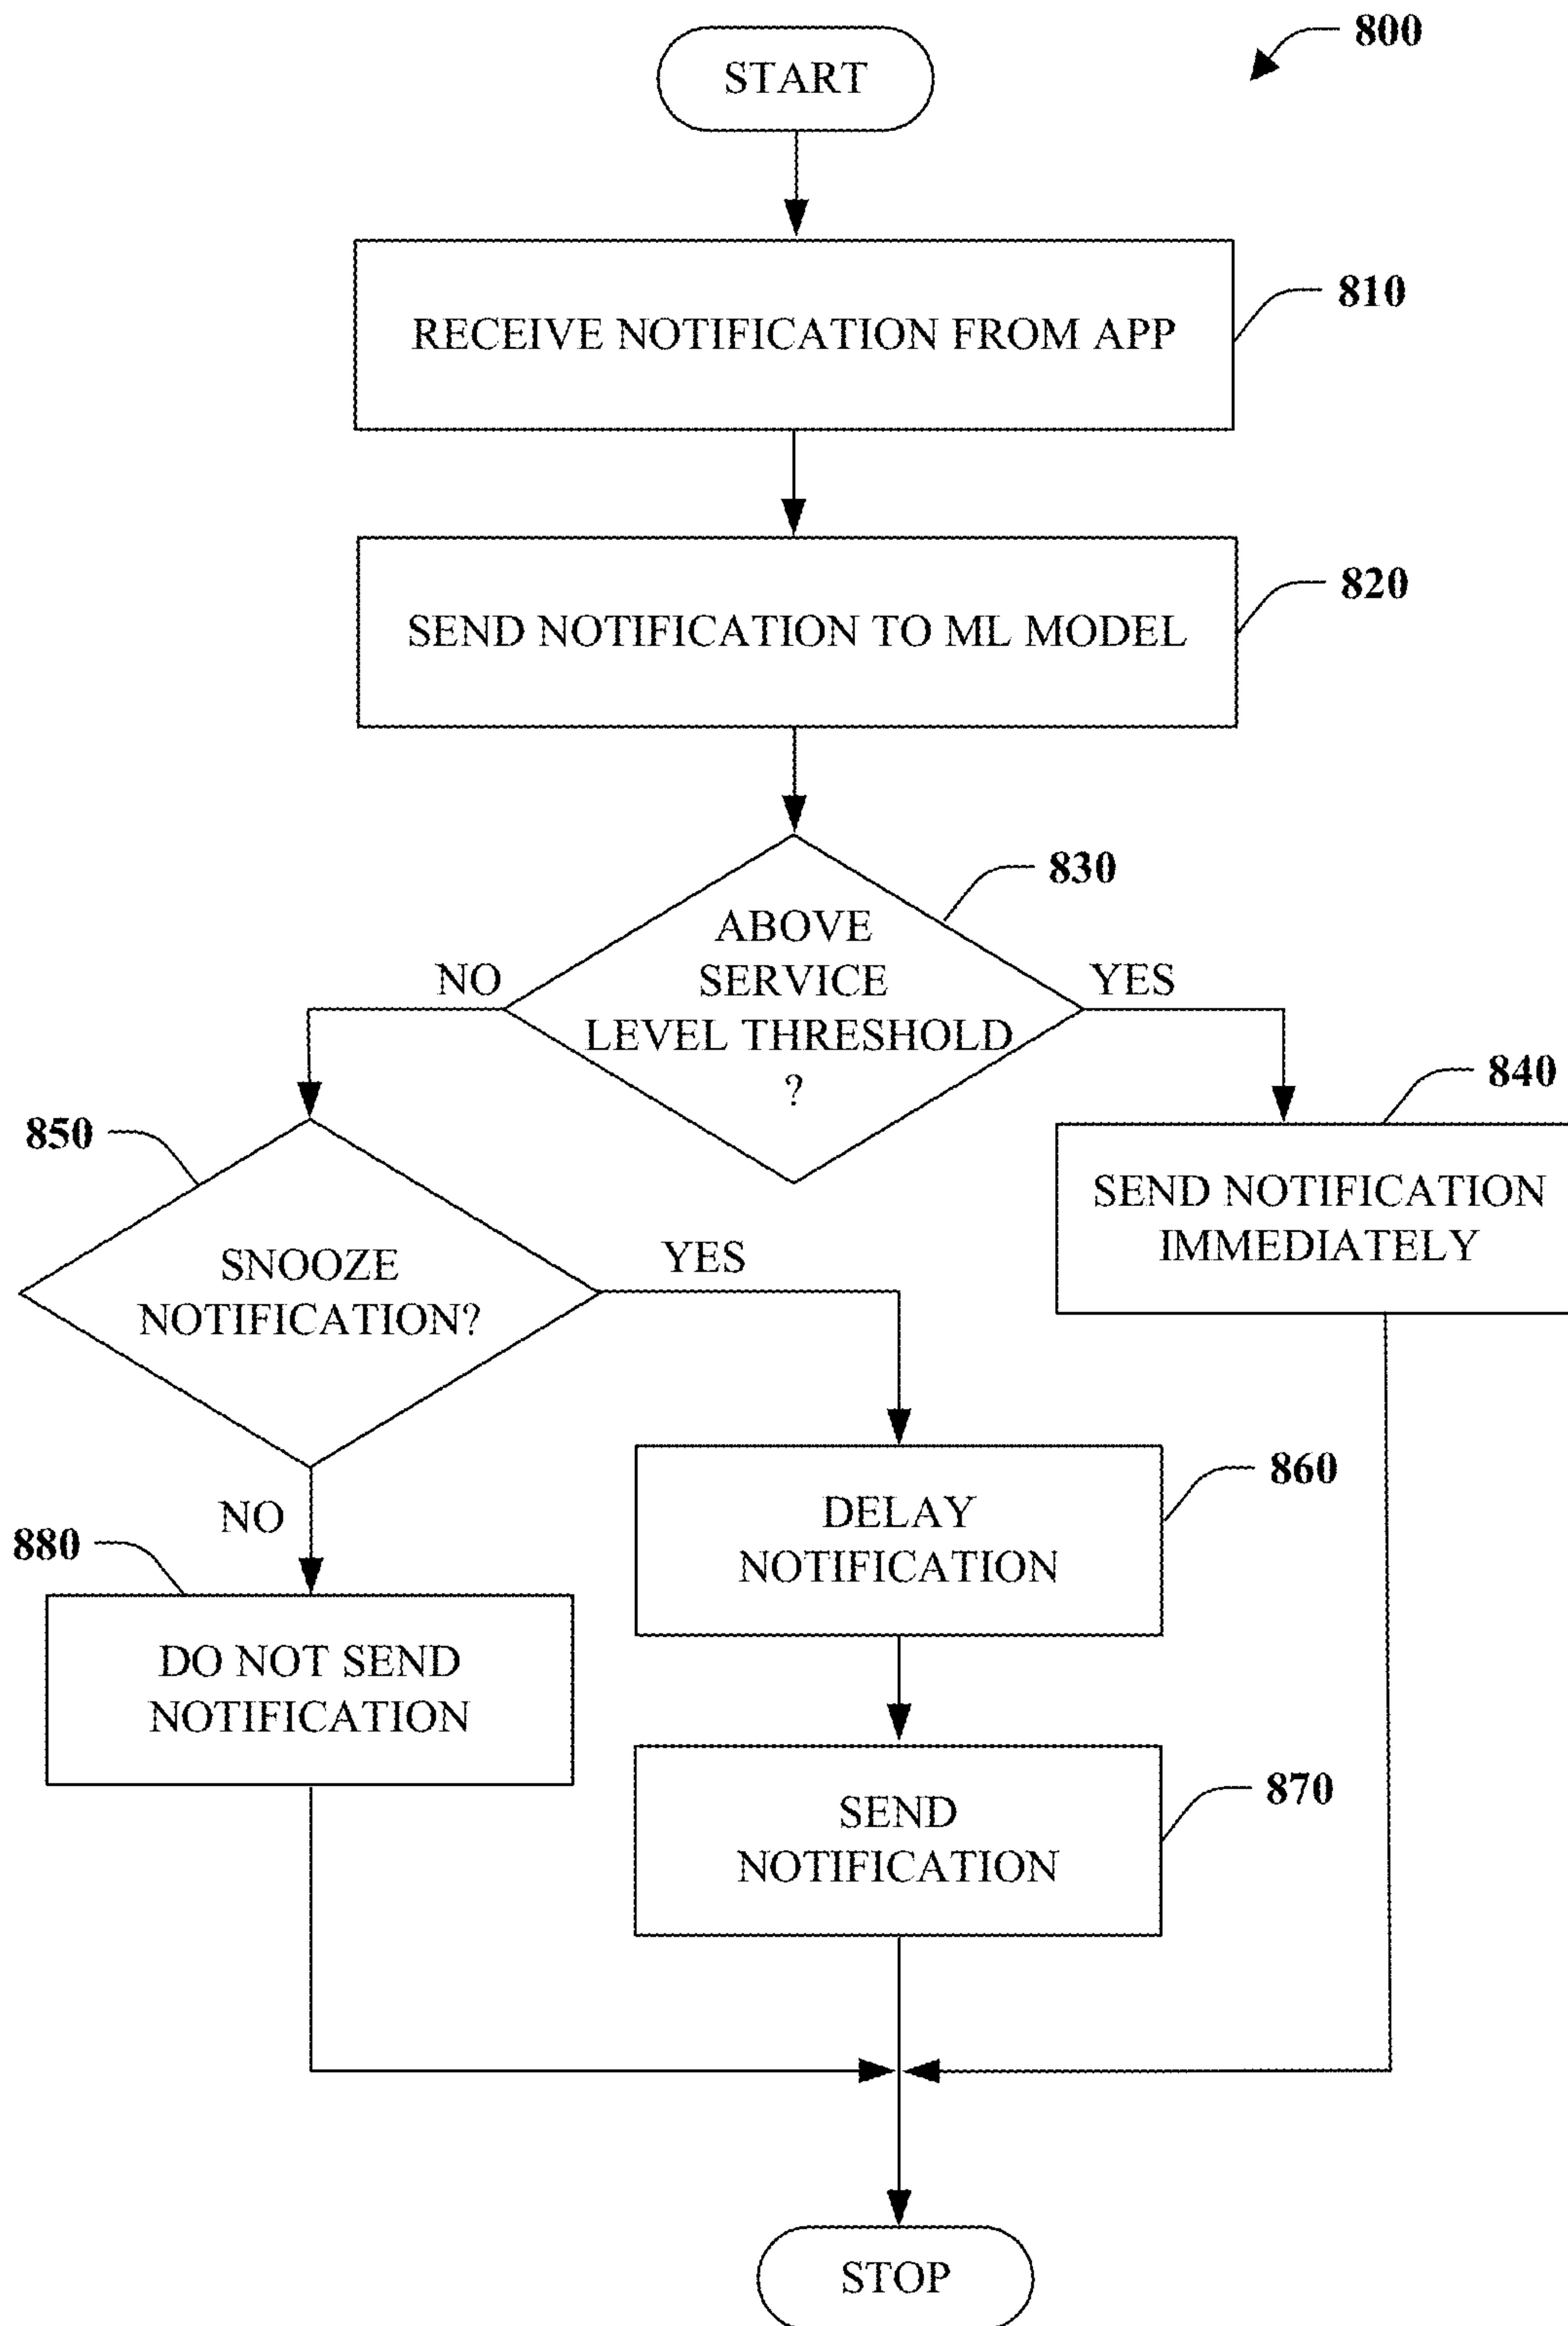 800
START
810
RECEIVE NOTIFICATION FROM APP
820
SEND NOTIFICATION TO ML MODEL
830
ABOVE
SERVICE
LEVEL THRESHOLD
?
NO
YES
840
SEND NOTIFICATION
IMMEDIATELY
850
SNOOZE
NOTIFICATION?
YES
NO
860
DELAY
NOTIFICATION
880
DO NOT SEND
NOTIFICATION
870
SEND
NOTIFICATION
STOP